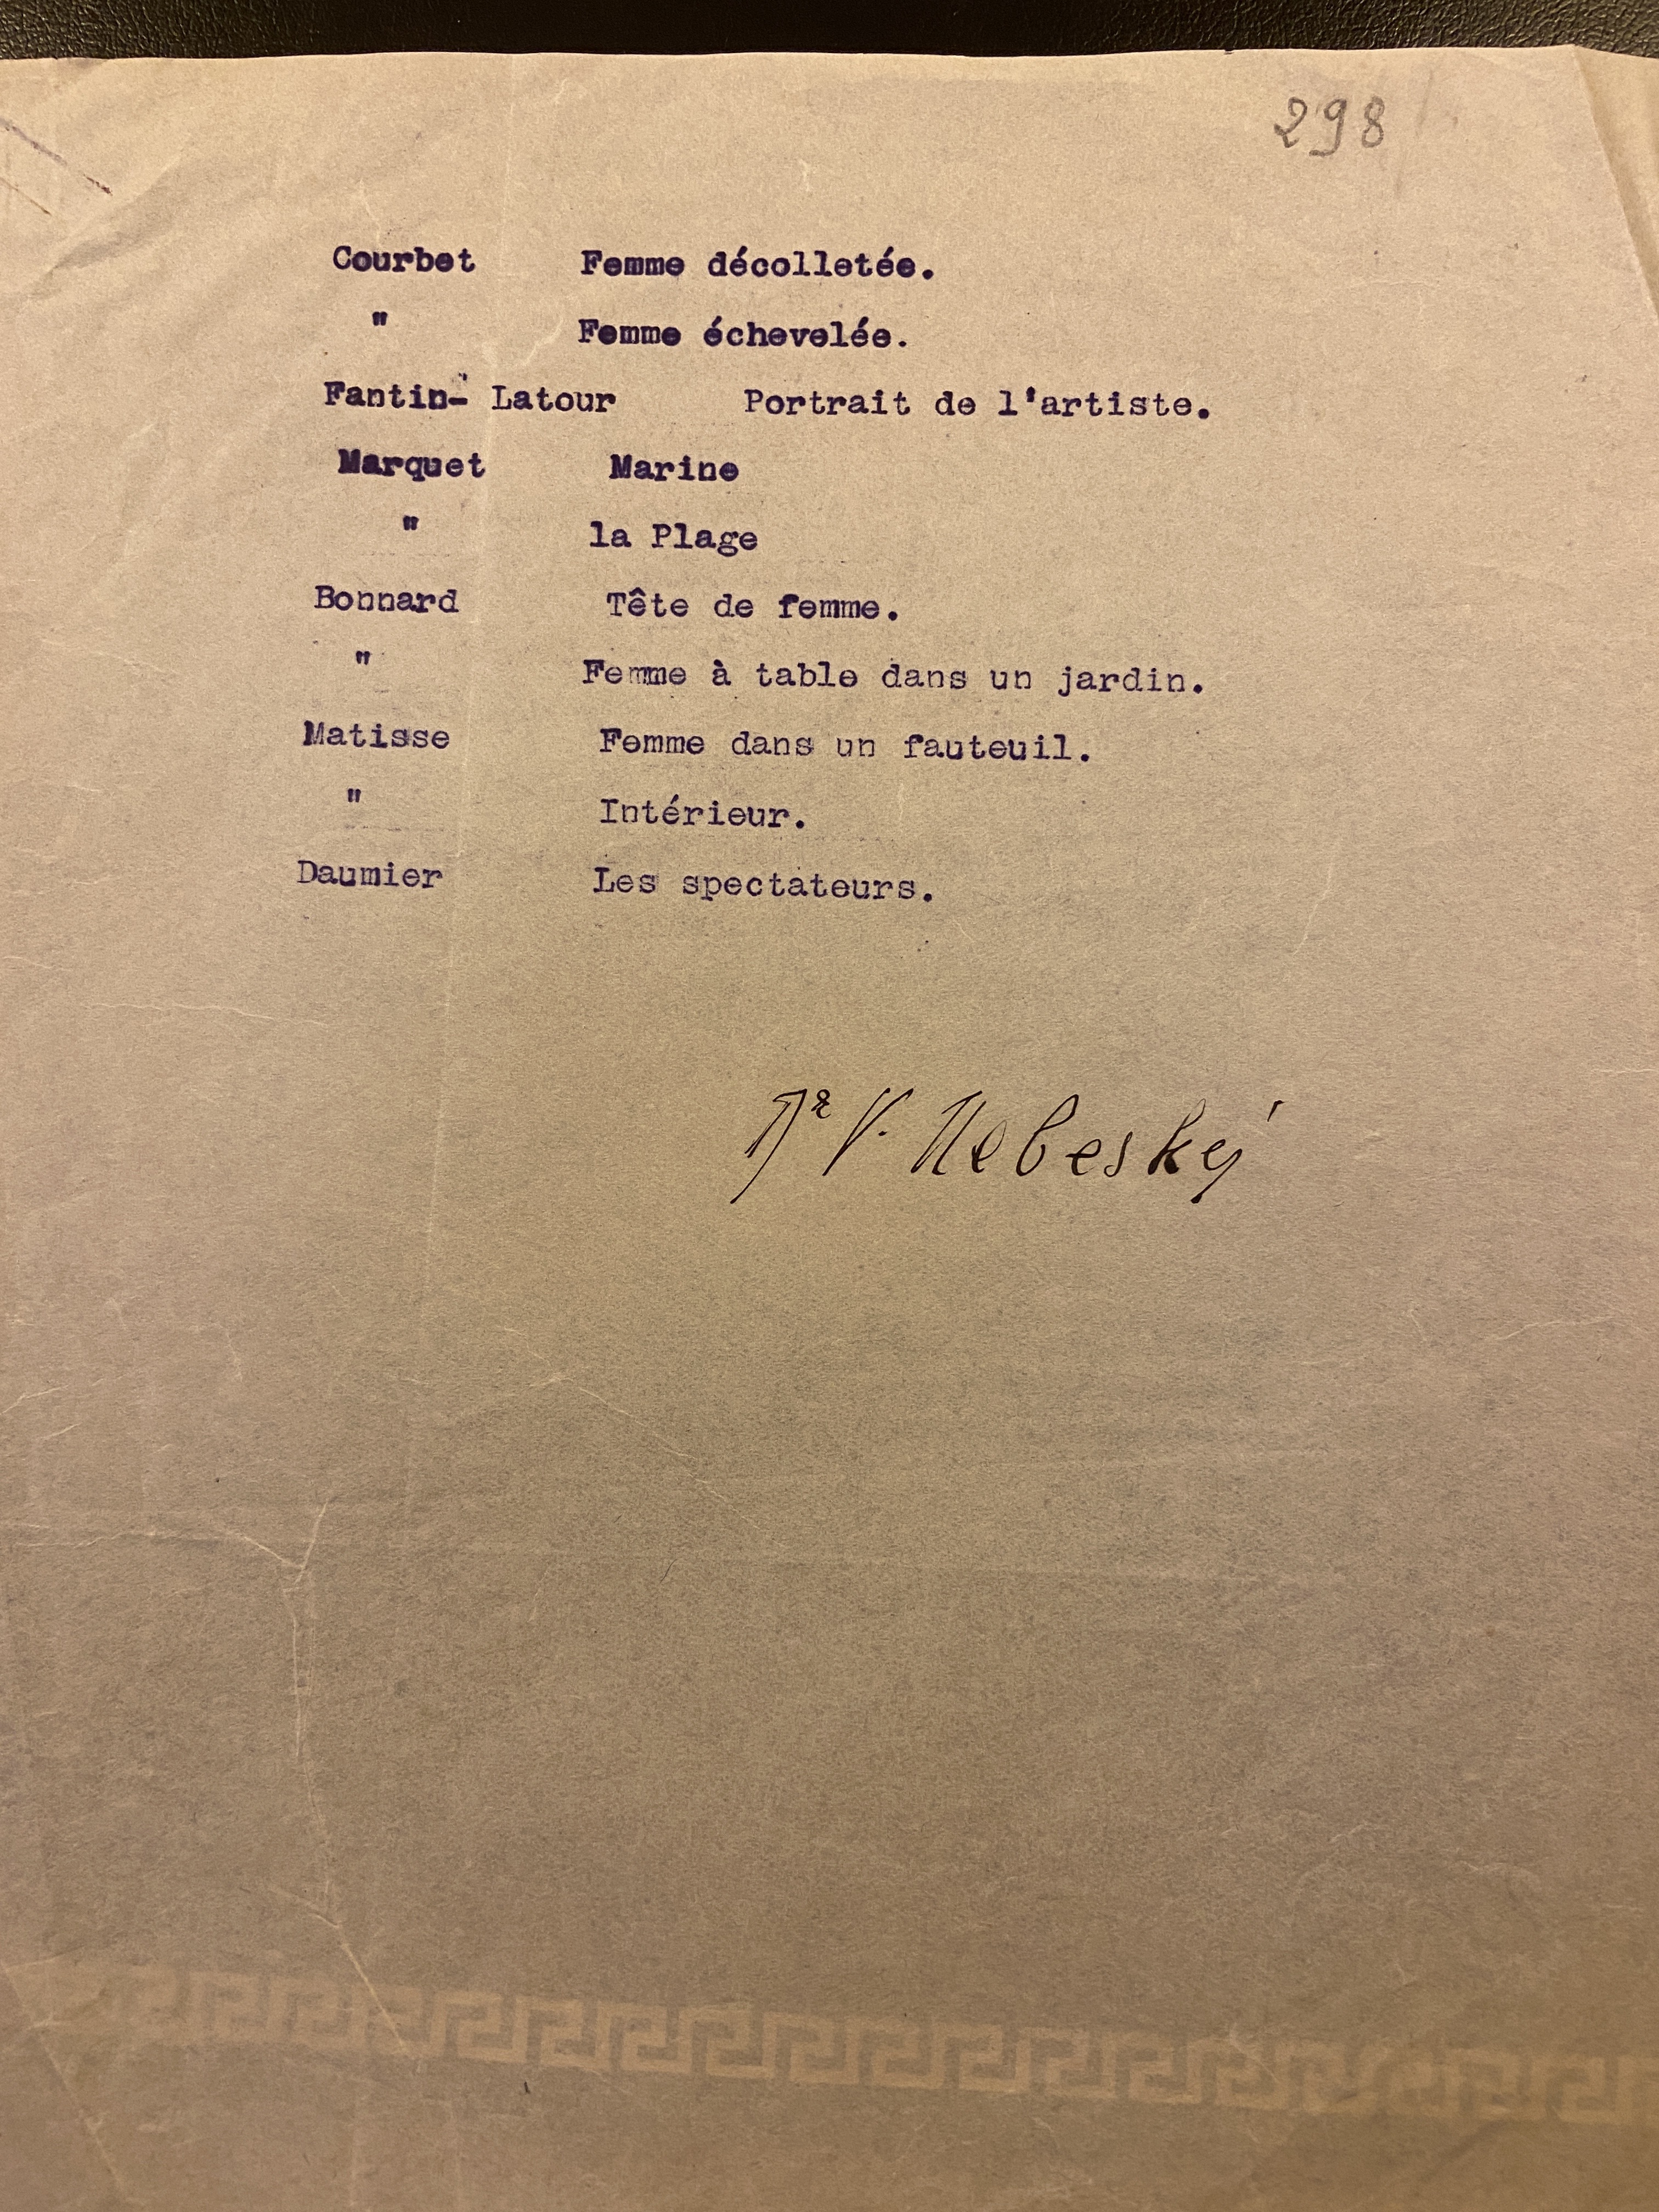 298
Courbet Femme décolletée.
" Femme échevelée.
Fantin- Latour Portrait de l'artiste.
Marquet Marine
" la Plage
Bonnard Tête de femme.
" Femme à table dans un jardin.
Matisse Femme dans un fauteuil.
" Intérieur.
Daumier Les spectateurs.
Dr V. Nebeský